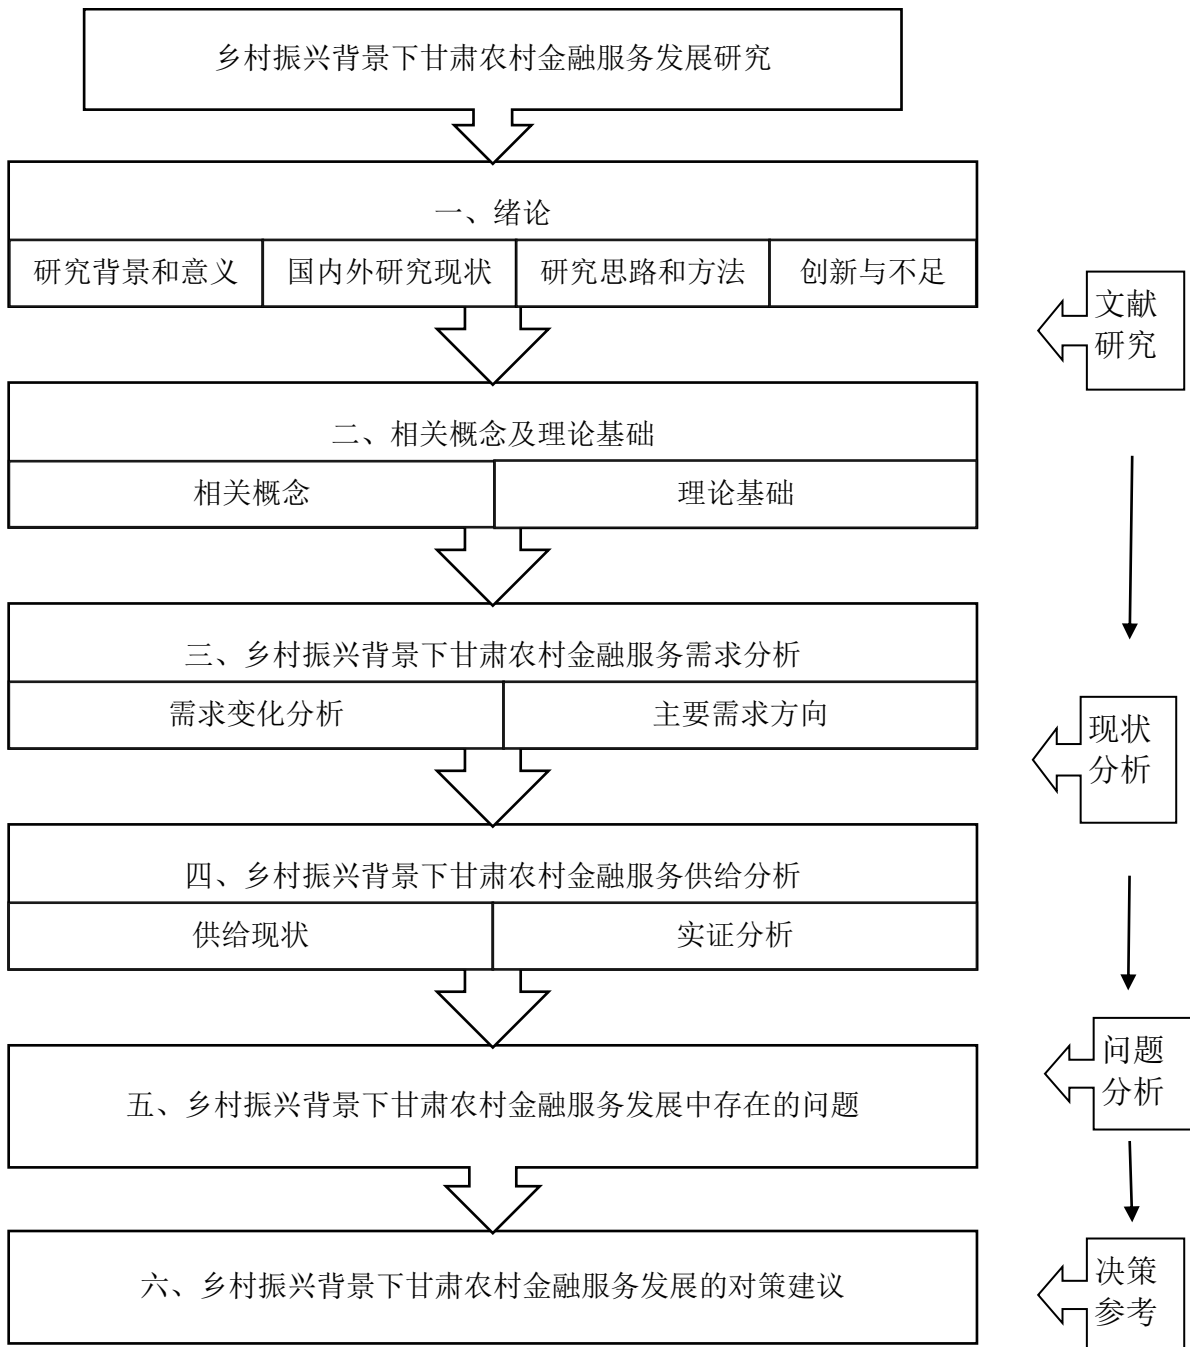 乡村振兴背景下甘肃农村金融服务发展研究
一、绪论
研究背景和意义
国内外研究现状
研究思路和方法
创新与不足
文献
研究
二、相关概念及理论基础
相关概念
理论基础
三、乡村振兴背景下甘肃农村金融服务需求分析
需求变化分析
主要需求方向
现状
分析
四、乡村振兴背景下甘肃农村金融服务供给分析
供给现状
实证分析
五、乡村振兴背景下甘肃农村金融服务发展中存在的问题
问题
分析
六、乡村振兴背景下甘肃农村金融服务发展的对策建议
决策
参考